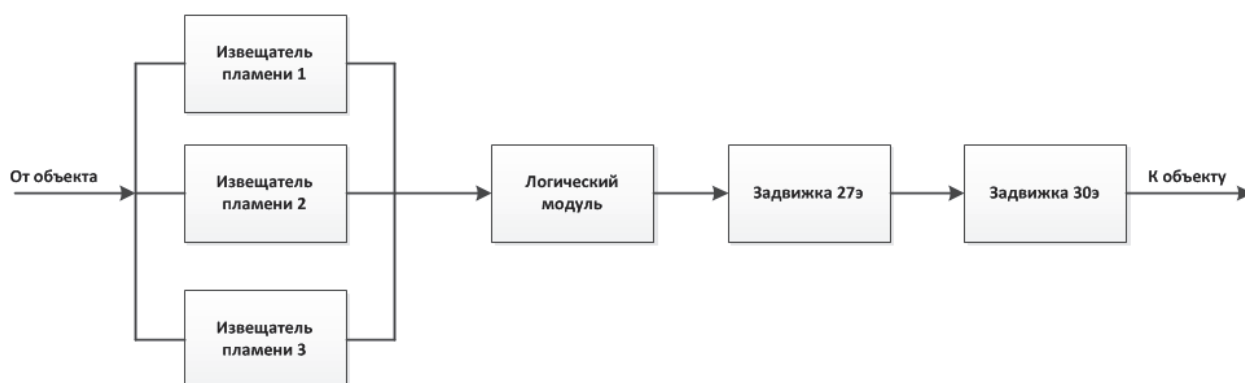 Извещатель
пламени 1
От объекта
Извещатель
пламени 2
Логический
модуль
Задвижка 27э
Задвижка 30э
К объекту
Извещатель
пламени 3